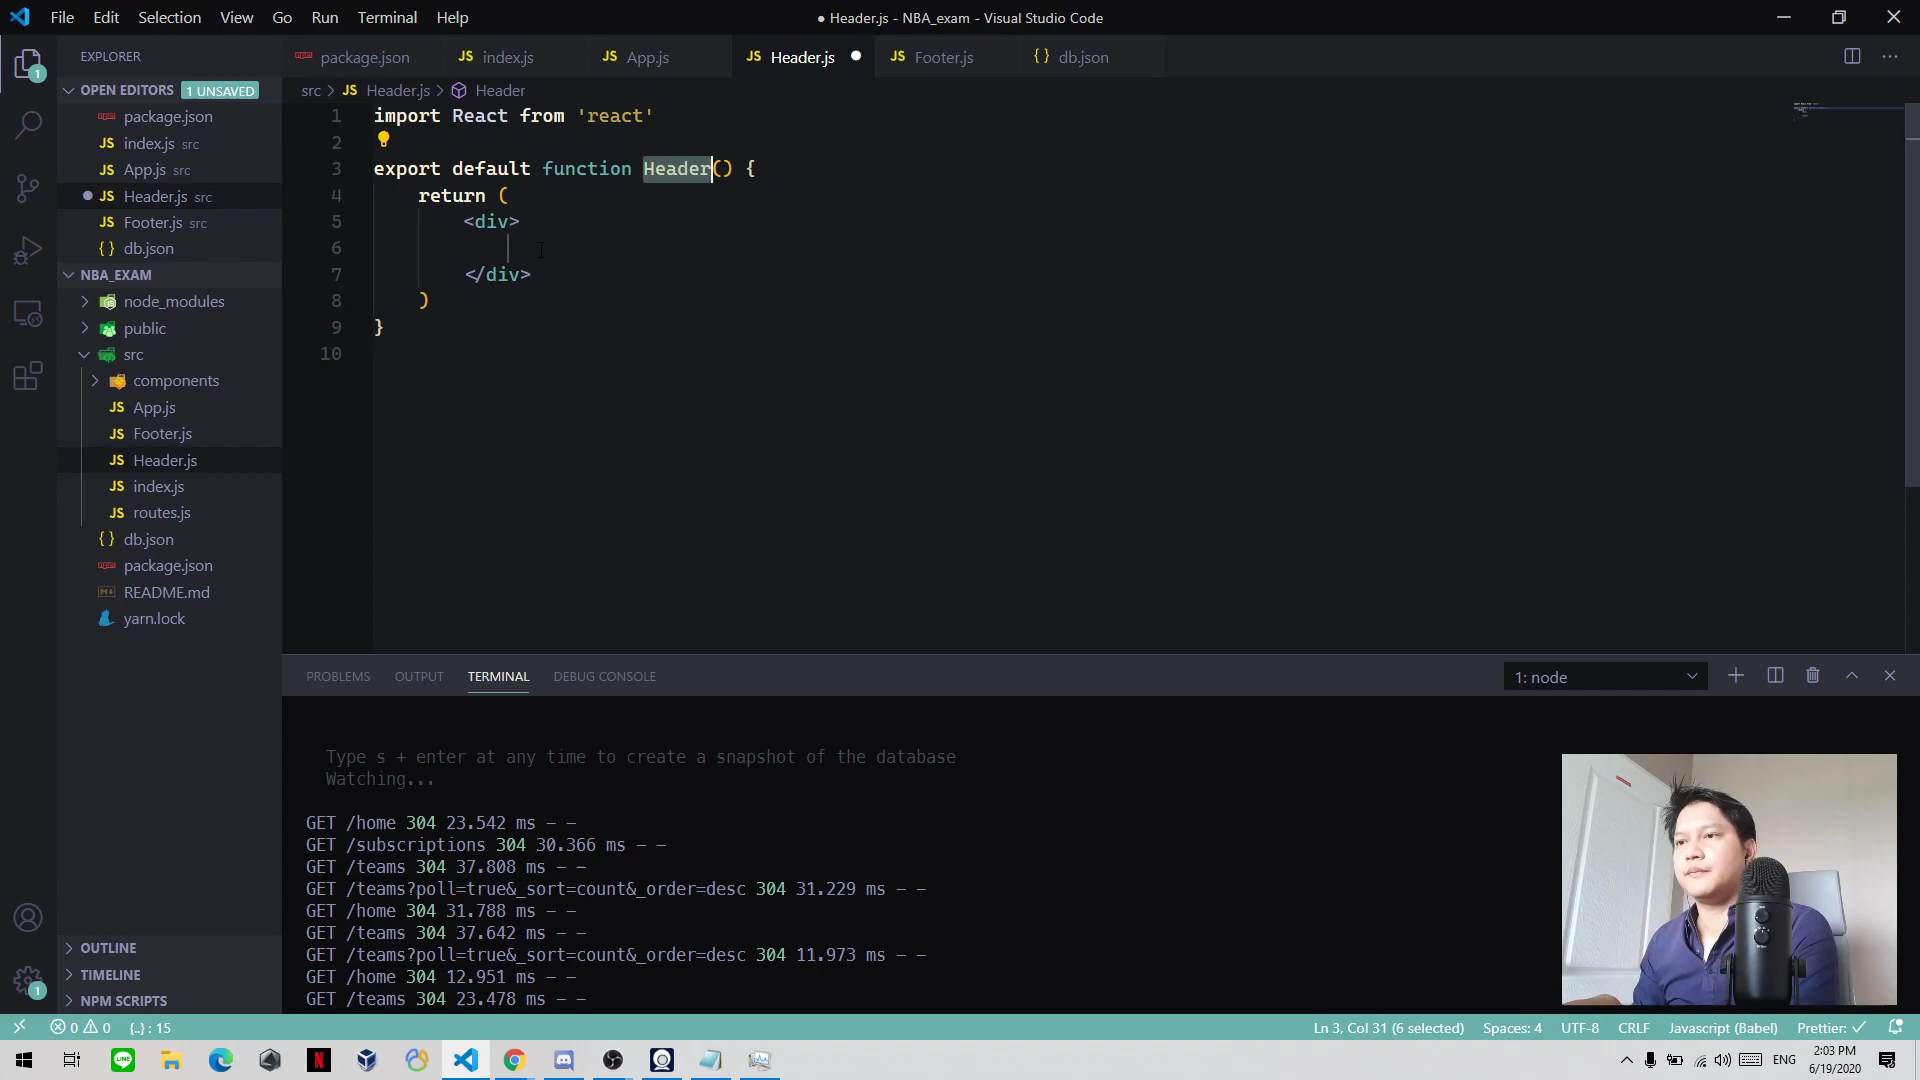 File Edit Selection View Go Run Terminal Help
● Header.js - NBA_exam - Visual Studio Code
EXPLORER
package.json
index.js
App.js
Header.js
Footer.js
{ } db.json
OPEN EDITORS 1 UNSAVED
package.json
JS index.js src
JS App.js src
JS Header.js src
JS Footer.js src
{ } db.json
NBA_EXAM
node_modules
public
src
components
JS App.js
JS Footer.js
JS Header.js
JS index.js
JS routes.js
{ } db.json
package.json
README.md
yarn.lock
OUTLINE
TIMELINE
NPM SCRIPTS
src > JS Header.js > Header
1 import React from 'react'
2
3 export default function Header() {
4 return (
5 <div>
6
7 </div>
8 )
9 }
10
PROBLEMS OUTPUT TERMINAL DEBUG CONSOLE
1: node
Type s + enter at any time to create a snapshot of the database
Watching...
GET /home 304 23.542 ms - -
GET /subscriptions 304 30.366 ms - -
GET /teams 304 37.808 ms - -
GET /teams?poll=true&_sort=count&_order=desc 304 31.229 ms - -
GET /home 304 31.788 ms - -
GET /teams 304 37.642 ms - -
GET /teams?poll=true&_sort=count&_order=desc 304 11.973 ms - -
GET /home 304 12.951 ms - -
GET /teams 304 23.478 ms - -
0 0 {..} : 15
Ln 3, Col 31 (6 selected) Spaces: 4 UTF-8 CRLF Javascript (Babel) Prettier: ✓
ENG
2:03 PM
6/19/2020